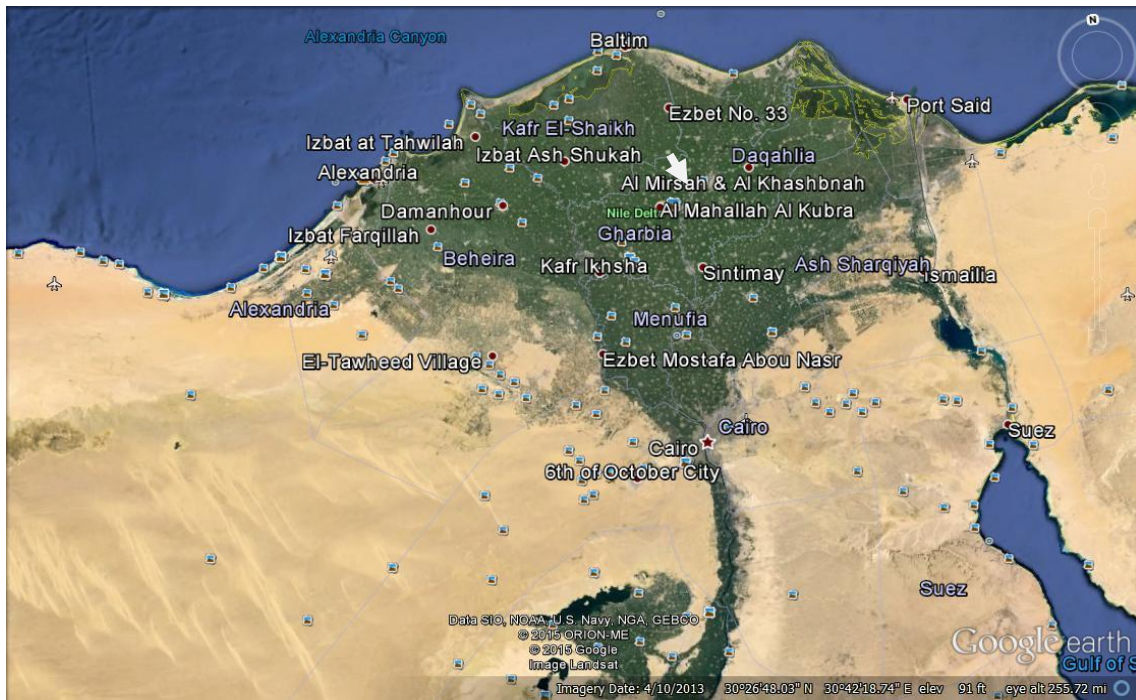 N
Alexandria Canyon
Baltim
Port Said
Ezbet No. 33
Kafr El-Shaikh
Izbat at Tahwilah
Izbat Ash Shukah
Daqahlia
Alexandria
Al Mirsah & Al Khashbnah
Damanhour
Nile Delt
Al Mahallah Al Kubra
Izbat Farqillah
Gharbia
Beheira
Kafr Ikhsha
Sintimay
Ash Sharqiyah
Ismailia
Alexandria
Menufia
El-Tawheed Village
Ezbet Mostafa Abou Nasr
Cairo
Cairo
Suez
6th of October City
Suez
Data SIO, NOAA, U.S. Navy, NGA, GEBCO
© 2015 ORION-ME
© 2015 Google
Image Landsat
Google earth
Gulf of S
Imagery Date: 4/10/2013 30°26'48.03" N 30°42'18.74" E elev 91 ft eye alt 255.72 mi